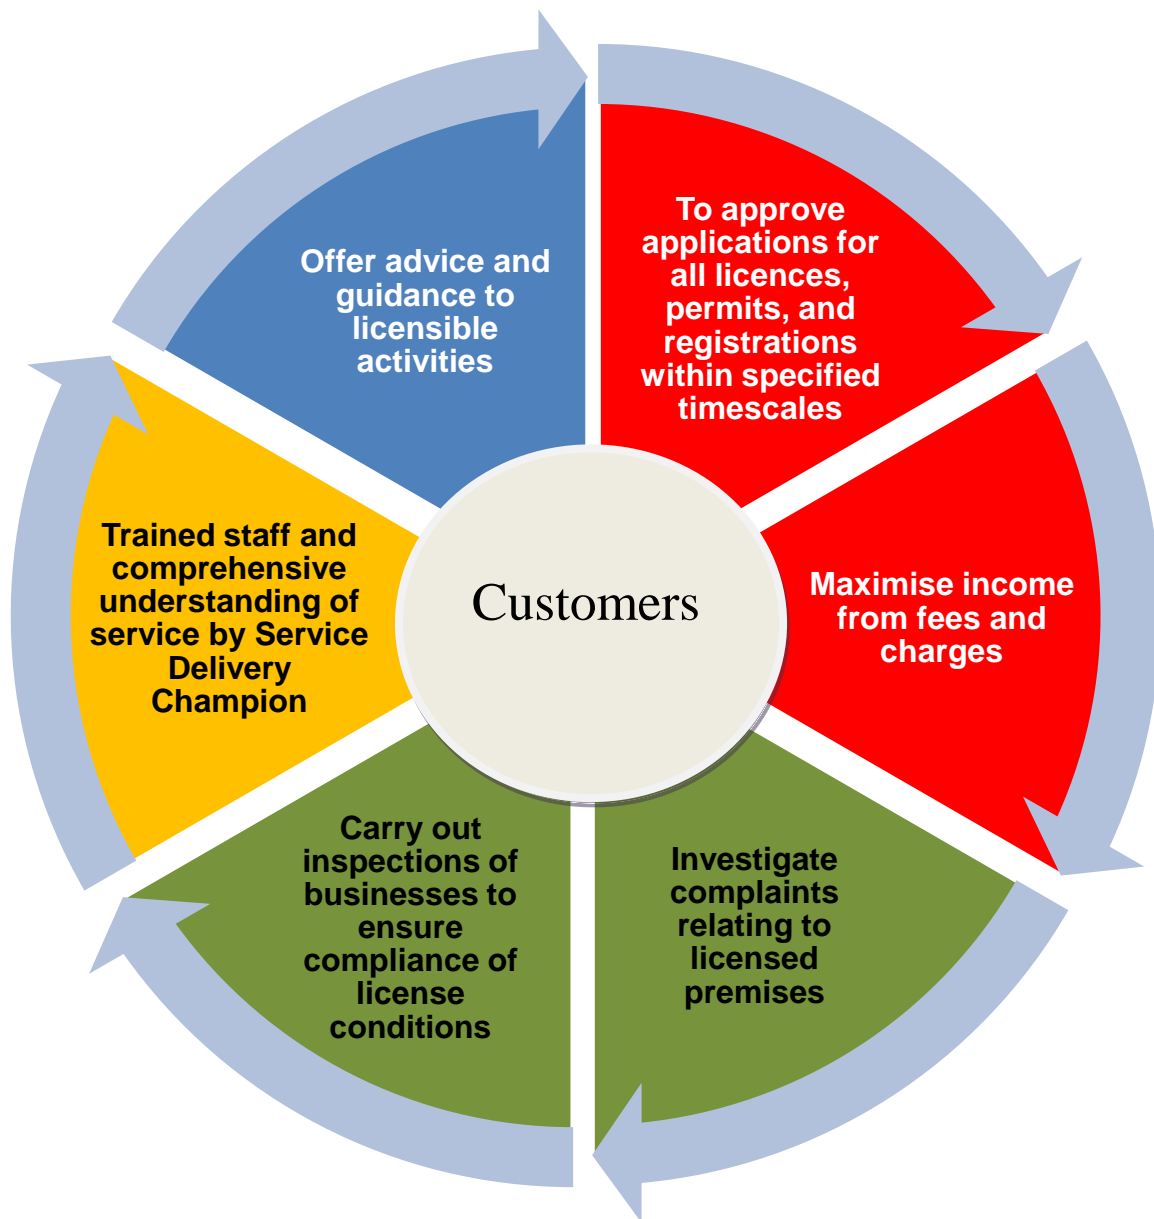 To approve
applications for
all licences,
permits, and
registrations
within specified
timescales
Maximise income
from fees and
charges
Investigate
complaints
relating to
licensed
premises
Carry out
inspections of
businesses to
ensure
compliance of
license
conditions
Trained staff and
comprehensive
understanding of
service by Service
Delivery
Champion
Offer advice and
guidance to
licensible
activities
Customers